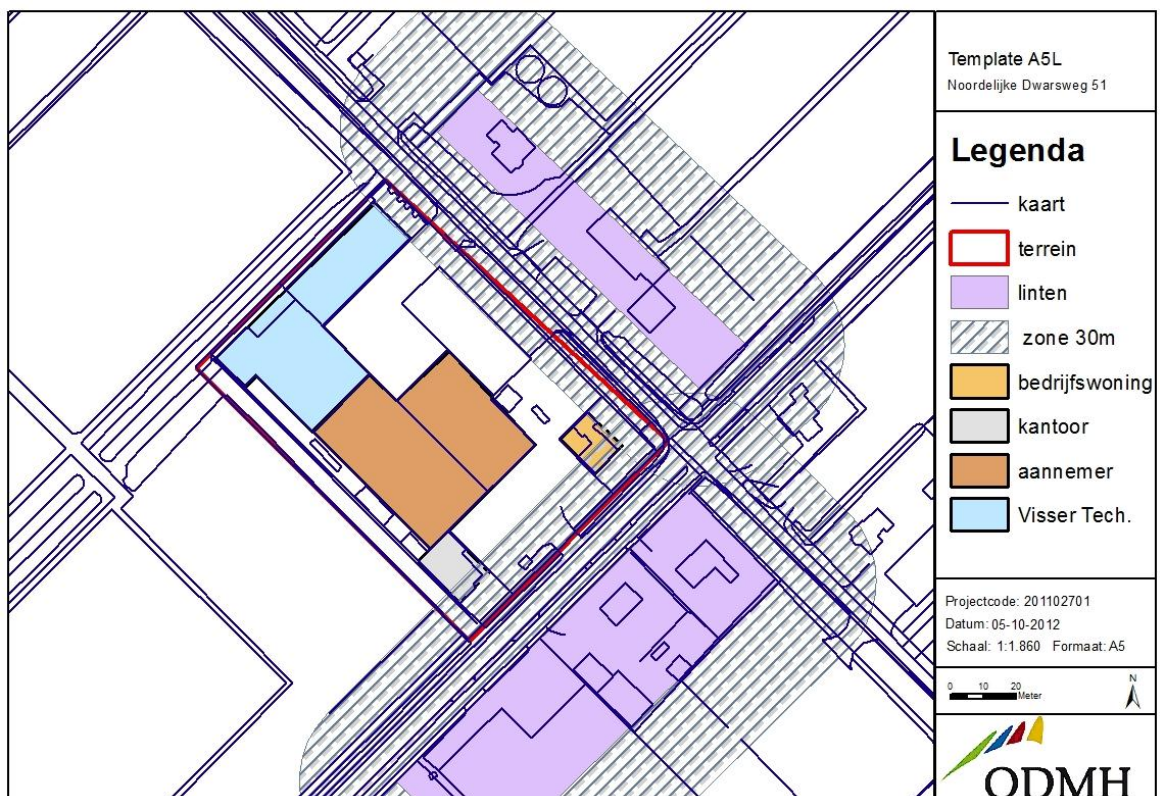 Template A5L
Noordelijke Dwarsweg 51
Legenda
kaart
terrein
linten
zone 30m
bedrijfswoning
kantoor
aannemer
Visser Tech.
Projectcode: 201102701
Datum: 05-10-2012
Schaal: 1:1.860 Formaat: A5
0 10 20 Meter
N
ODMH